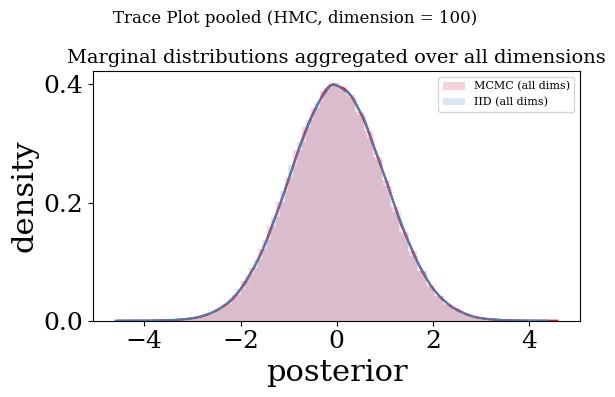 Trace Plot pooled (HMC, dimension = 100)
Marginal distributions aggregated over all dimensions
MCMC (all dims)
IID (all dims)
density
0.4
0.2
0.0
−4
−2
0
2
4
posterior